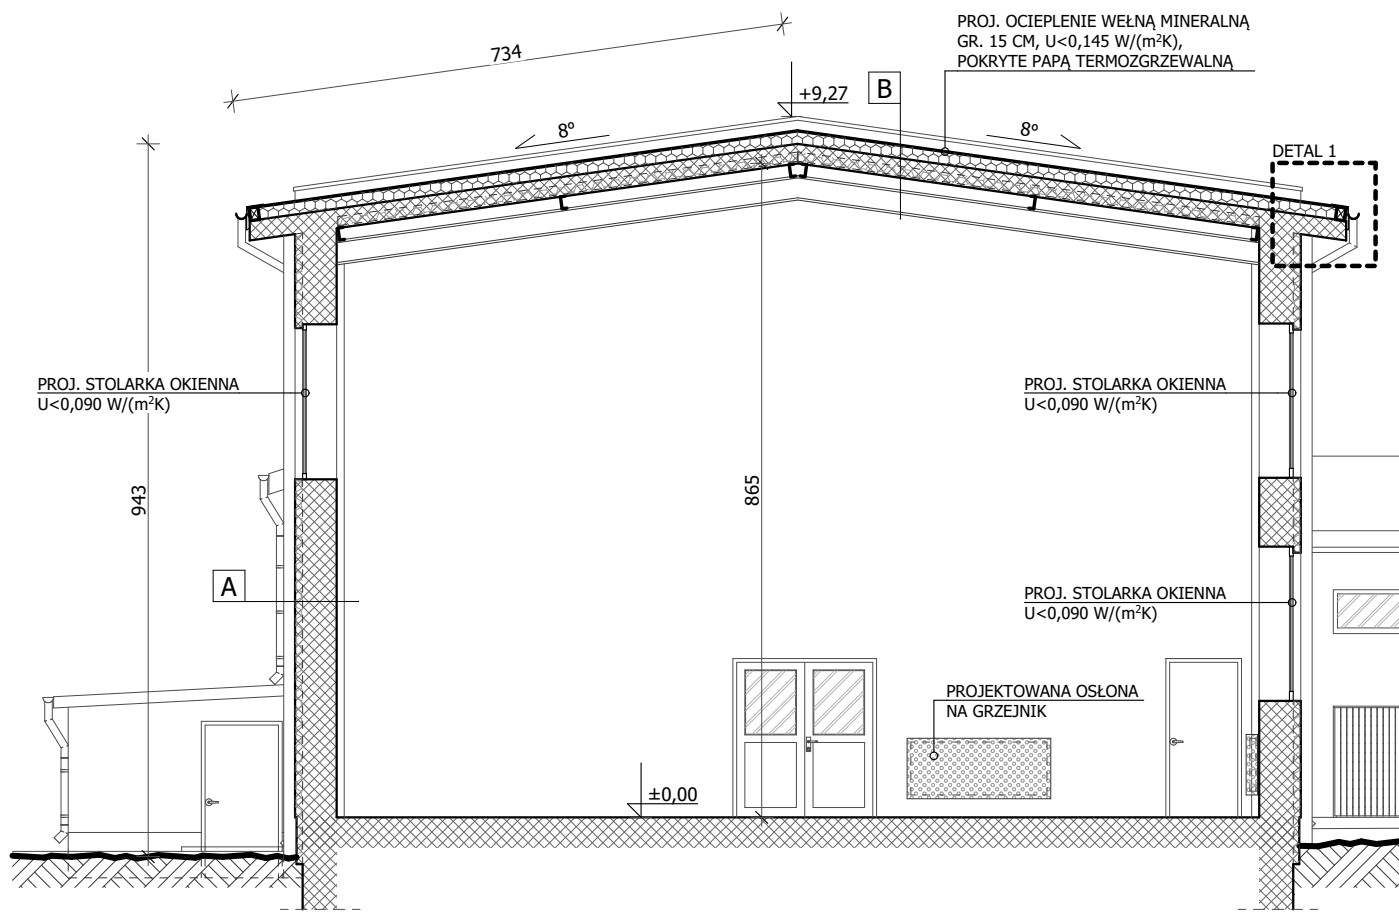 PROJ. OCIEPLENIE WEŁNĄ MINERALNĄ
GR. 15 CM, U<0,145 W/(m²K),
POKRYTE PAPĄ TERMOZGRZEWALNĄ
734
+9,27
B
8º
8º
DETAL 1
PROJ. STOLARKA OKIENNA
U<0,090 W/(m²K)
PROJ. STOLARKA OKIENNA
U<0,090 W/(m²K)
943
865
A
PROJ. STOLARKA OKIENNA
U<0,090 W/(m²K)
PROJEKTOWANA OSŁONA
NA GRZEJNIK
±0,00